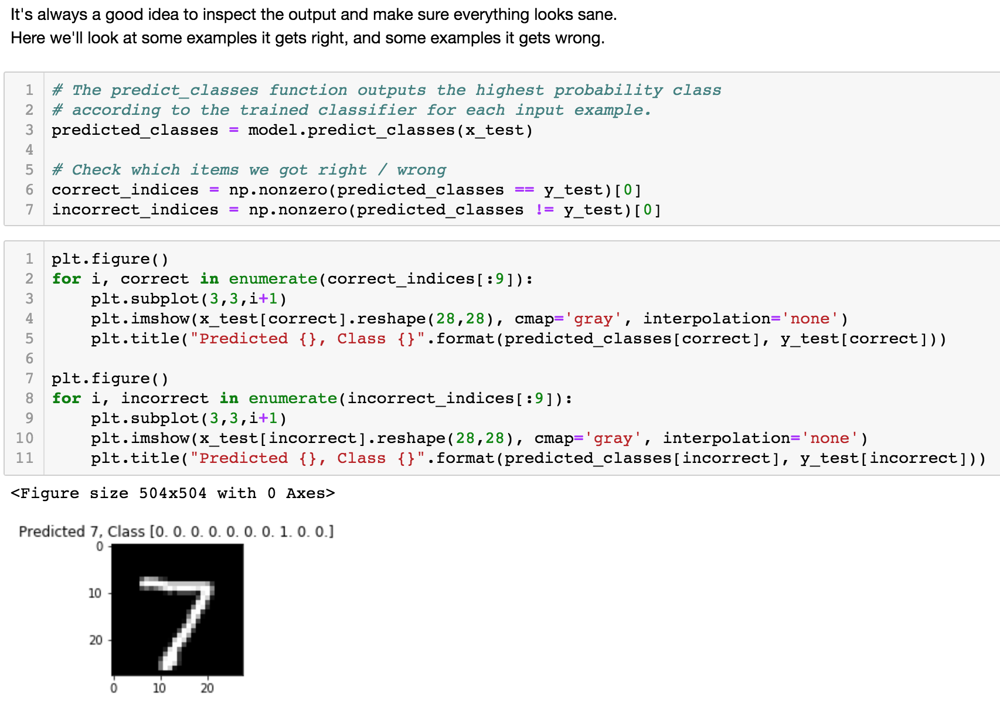 It's always a good idea to inspect the output and make sure everything looks sane.
Here we'll look at some examples it gets right, and some examples it gets wrong.
1 # The predict_classes function outputs the highest probability class
2 # according to the trained classifier for each input example.
3 predicted_classes = model.predict_classes(x_test)
4
5 # Check which items we got right / wrong
6 correct_indices = np.nonzero(predicted_classes == y_test)[0]
7 incorrect_indices = np.nonzero(predicted_classes != y_test)[0]
1 plt.figure()
2 for i, correct in enumerate(correct_indices[:9]):
3     plt.subplot(3,3,i+1)
4     plt.imshow(x_test[correct].reshape(28,28), cmap='gray', interpolation='none')
5     plt.title("Predicted {}, Class {}".format(predicted_classes[correct], y_test[correct]))
6
7 plt.figure()
8 for i, incorrect in enumerate(incorrect_indices[:9]):
9     plt.subplot(3,3,i+1)
10     plt.imshow(x_test[incorrect].reshape(28,28), cmap='gray', interpolation='none')
11     plt.title("Predicted {}, Class {}".format(predicted_classes[incorrect], y_test[incorrect]))
<Figure size 504x504 with 0 Axes>
Predicted 7, Class [0. 0. 0. 0. 0. 0. 0. 1. 0. 0.]
0
10
20
7
0 10 20